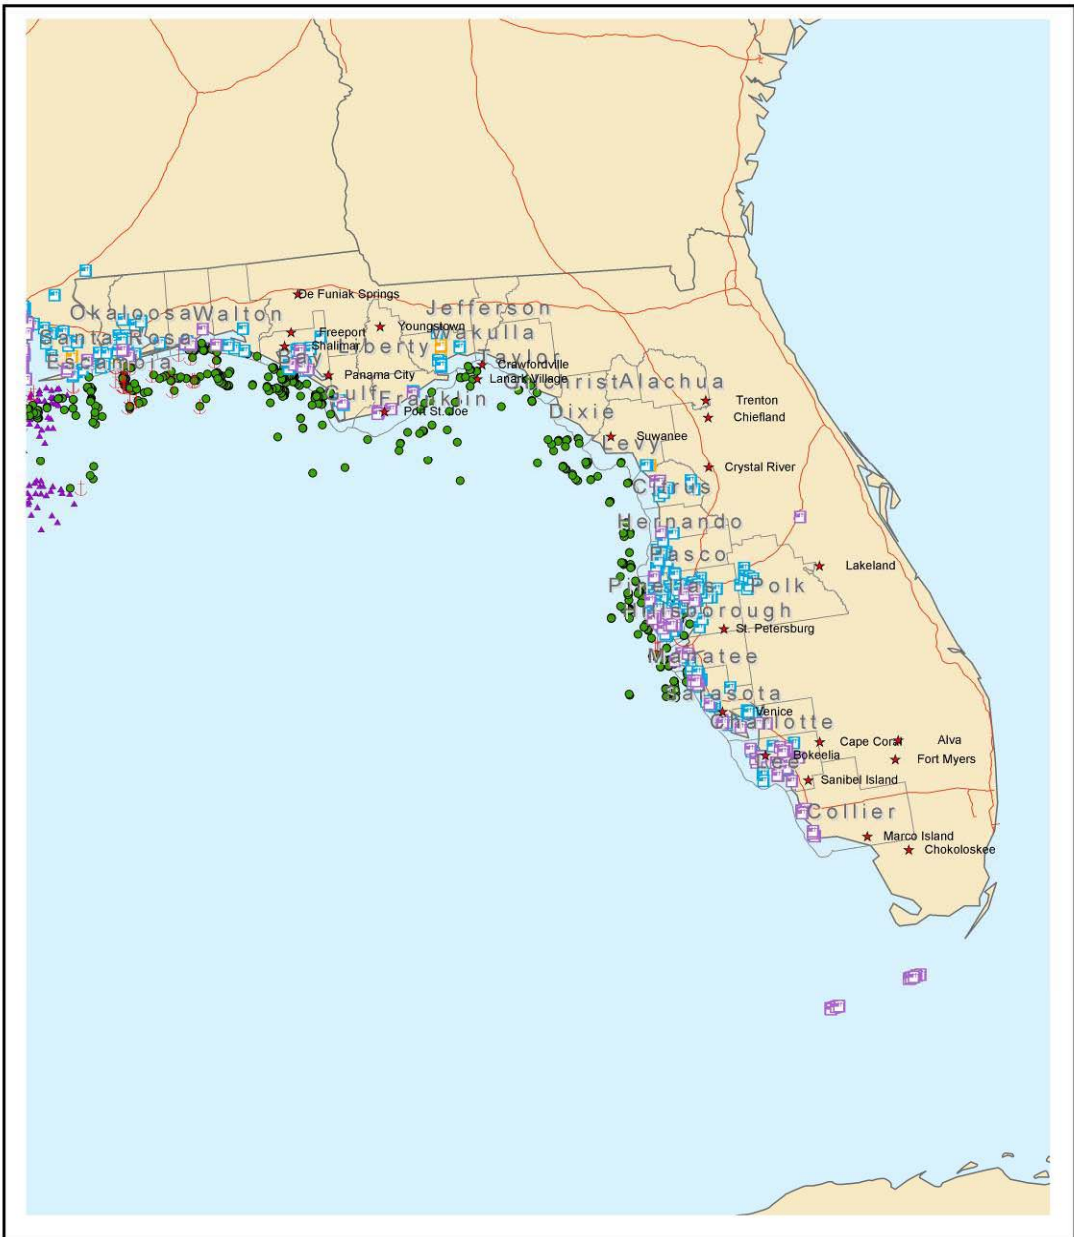 De Funiak Springs
Jefferson
Okaloosa
Walton
Youngstown
Freeport
Wakulla
Santa Rosa
Shalimar
Liberty
Escambia
Bay
Taylor
Crawfordville
Panama City
Lanark Village
Gilchrist
Alachua
Gulf
Franklin
Trenton
Port St. Joe
Dixie
Chiefland
Suwanee
Levy
Crystal River
Citrus
Hernando
Pasco
Lakeland
Pinellas
Polk
Hillsborough
St. Petersburg
Manatee
Sarasota
Venice
Charlotte
Cape Coral
Alva
Bokeelia
Fort Myers
Lee
Sanibel Island
Collier
Marco Island
Chokoloskee